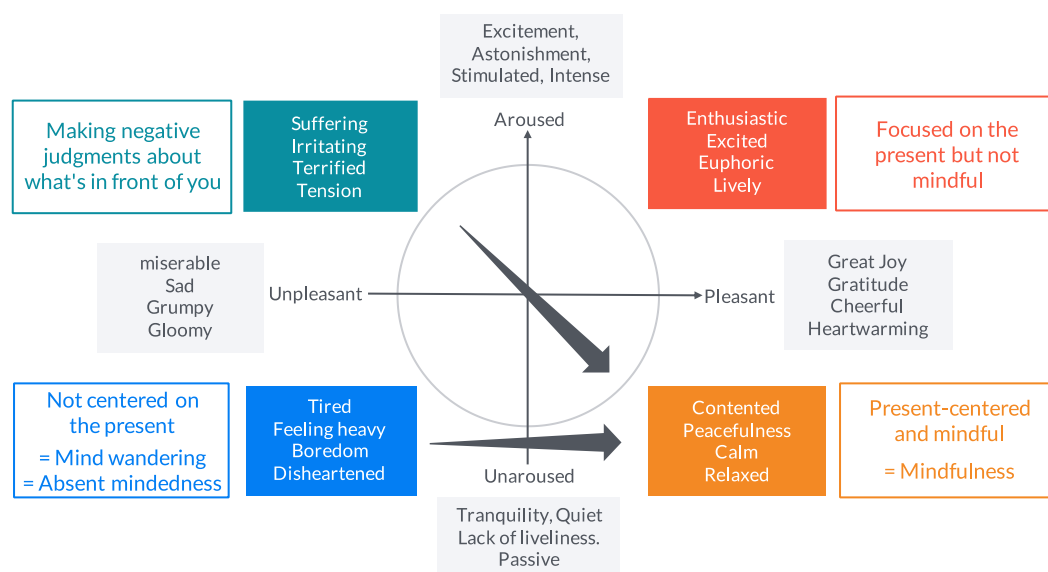 Excitement,
Astonishment,
Stimulated, Intense
Aroused
Making negative
judgments about
what's in front of you
Suffering
Irritating
Terrified
Tension
Enthusiastic
Excited
Euphoric
Lively
Focused on the
present but not
mindful
miserable
Sad
Grumpy
Gloomy
Unpleasant
Pleasant
Great Joy
Gratitude
Cheerful
Heartwarming
Not centered on
the present
= Mind wandering
= Absent mindedness
Tired
Feeling heavy
Boredom
Disheartened
Unaroused
Contented
Peacefulness
Calm
Relaxed
Present-centered
and mindful
= Mindfulness
Tranquility, Quiet
Lack of liveliness.
Passive